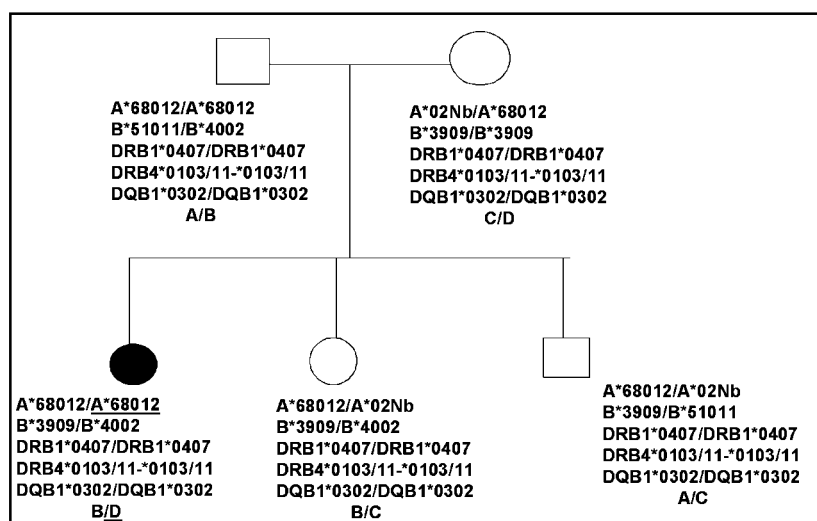 A*68012/A*68012
B*51011/B*4002
DRB1*0407/DRB1*0407
DRB4*0103/11-*0103/11
DQB1*0302/DQB1*0302
A/B
A*02Nb/A*68012
B*3909/B*3909
DRB1*0407/DRB1*0407
DRB4*0103/11-*0103/11
DQB1*0302/DQB1*0302
C/D
A*68012/A*68012
B*3909/B*4002
DRB1*0407/DRB1*0407
DRB4*0103/11-*0103/11
DQB1*0302/DQB1*0302
B/D
A*68012/A*02Nb
B*3909/B*4002
DRB1*0407/DRB1*0407
DRB4*0103/11-*0103/11
DQB1*0302/DQB1*0302
B/C
A*68012/A*02Nb
B*3909/B*51011
DRB1*0407/DRB1*0407
DRB4*0103/11-*0103/11
DQB1*0302/DQB1*0302
A/C